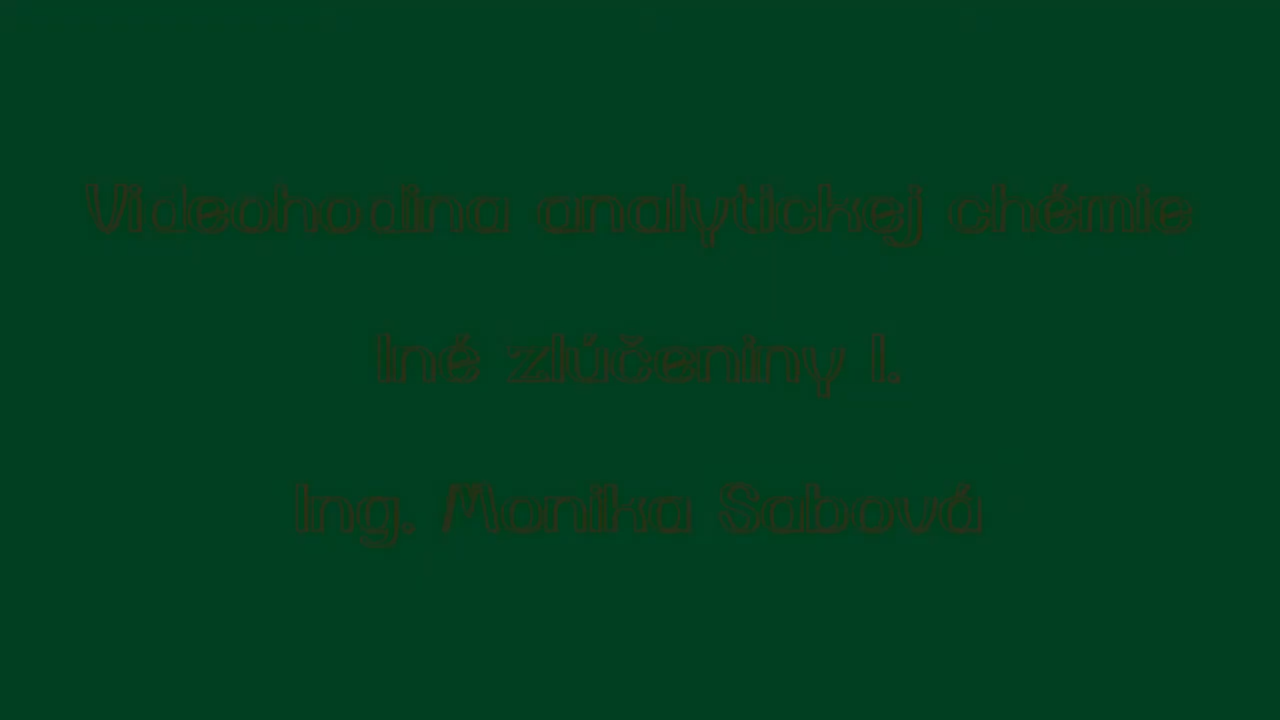 Videohodina analytickej chémie
Iné zlúčeniny I.
Ing. Monika Sabová